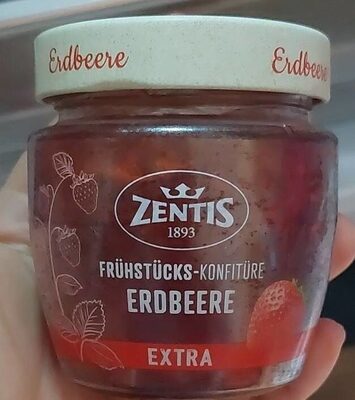 Erdbeere Erdbeere
ZENTIS
1893
FRÜHSTÜCKS-KONFITÜRE
ERDBEERE
EXTRA